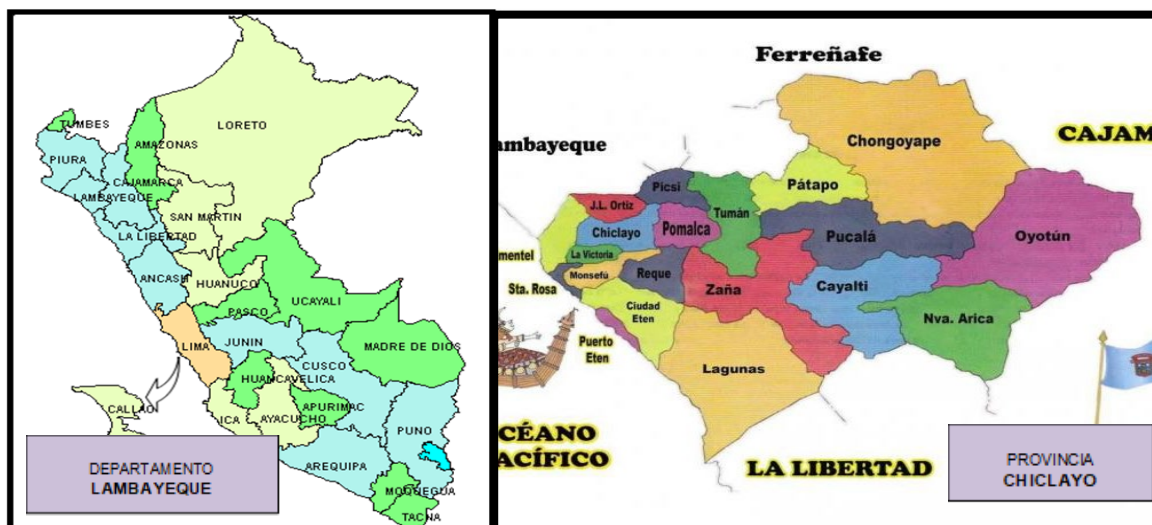 TUMBES
LORETO
AMAZONAS
PIURA
CAJAMARCA
LAMBAYEQUE
SAN MARTIN
LA LIBERTAD
ANCASH
HUANUCO
UCAYALI
PASCO
LIMA
JUNIN
MADRE DE DIOS
CUSCO
HUANCAVELICA
CALLAO
APURIMAC
ICA
AYACUCHO
PUNO
AREQUIPA
MOQUEGUA
TACNA
DEPARTAMENTO
LAMBAYEQUE
Ferreñafe
CAJAM
ambayeque
Chongoyape
Picsi
Pátapo
J.L. Ortiz
Tumán
Chiclayo
Pomalca
Pucalá
Oyotún
La Victoria
mentel
Monsefú
Reque
Sta. Rosa
Zaña
Cayalti
Ciudad
Eten
Nva. Arica
Puerto
Eten
Lagunas
CÉANO
ACÍFICO
LA LIBERTAD
PROVINCIA
CHICLAYO